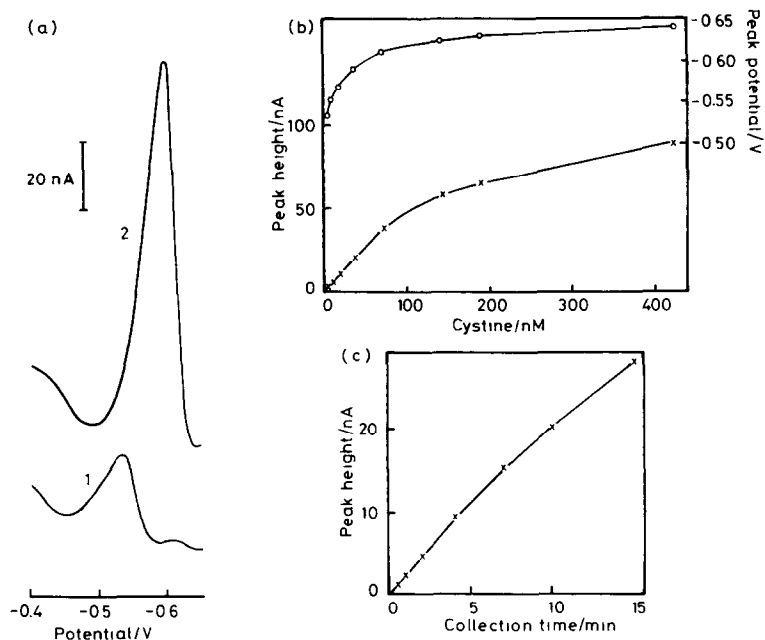 (a)
20 nA
2
1
-0.4 -0.5 -0.6
Potential/V
(b)
Peak height/nA
100
50
0
0 100 200 300 400
Cystine/nM
-0.65
-0.60
-0.55
-0.50
Peak potential/V
(c)
Peak height/nA
20
10
0
0 5 10 15
Collection time/min